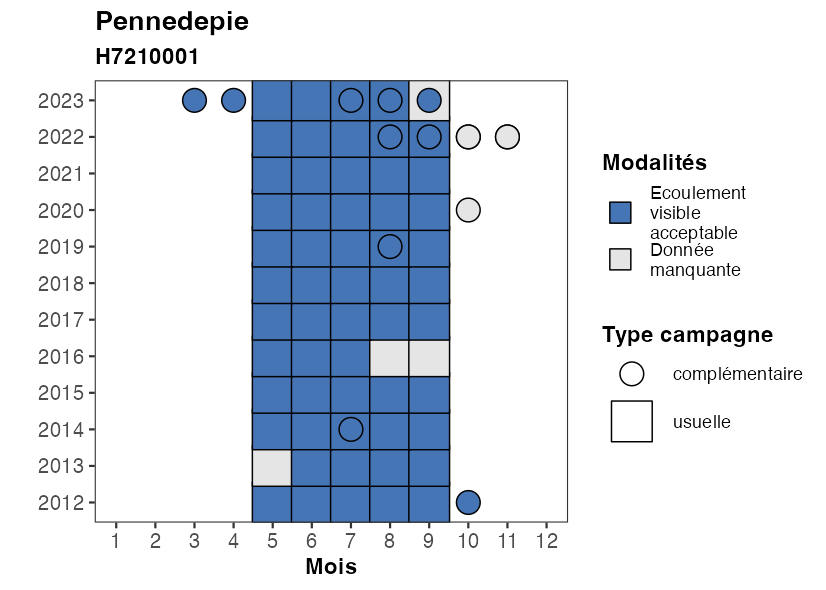 Pennedepie
H7210001
2023
2022
2021
2020
2019
2018
2017
2016
2015
2014
2013
2012
1 2 3 4 5 6 7 8 9 10 11 12
Mois
Modalités
Ecoulement
visible
acceptable
Donnée
manquante
Type campagne
complémentaire
usuelle